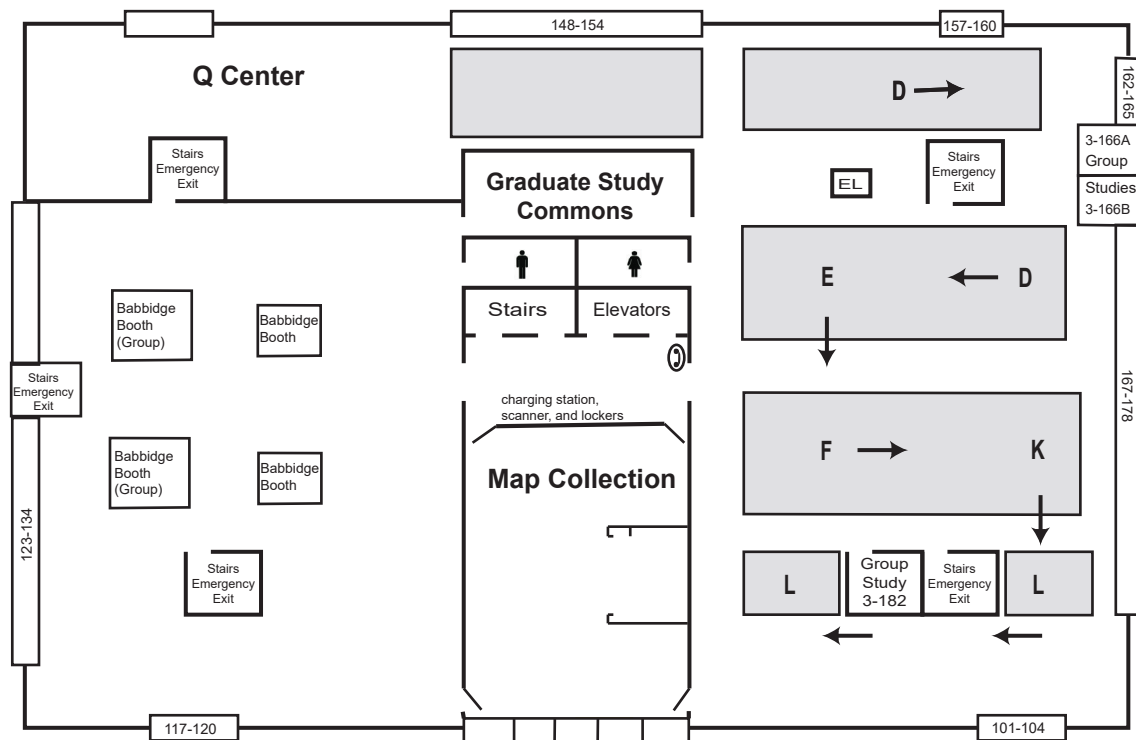 148-154
157-160
Q Center
D
162-165
Stairs
Emergency
Exit
Graduate Study
Commons
EL
Stairs
Emergency
Exit
3-166A
Group
Studies
3-166B
Stairs
Elevators
E
D
Babbidge
Booth
(Group)
Babbidge
Booth
Stairs
Emergency
Exit
167-178
charging station,
scanner, and lockers
Map Collection
F
K
Babbidge
Booth
(Group)
Babbidge
Booth
123-134
Stairs
Emergency
Exit
L
Group
Study
3-182
Stairs
Emergency
Exit
L
117-120
101-104